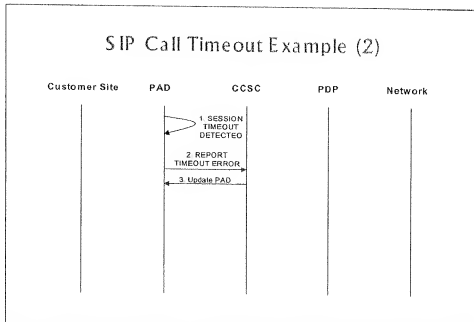 SIP Call Timeout Example (2)
Customer Site PAD CCSC PDP Network
1. SESSION
TIMEOUT
DETECTED
2. REPORT
TIMEOUT ERROR
3. Update PAD